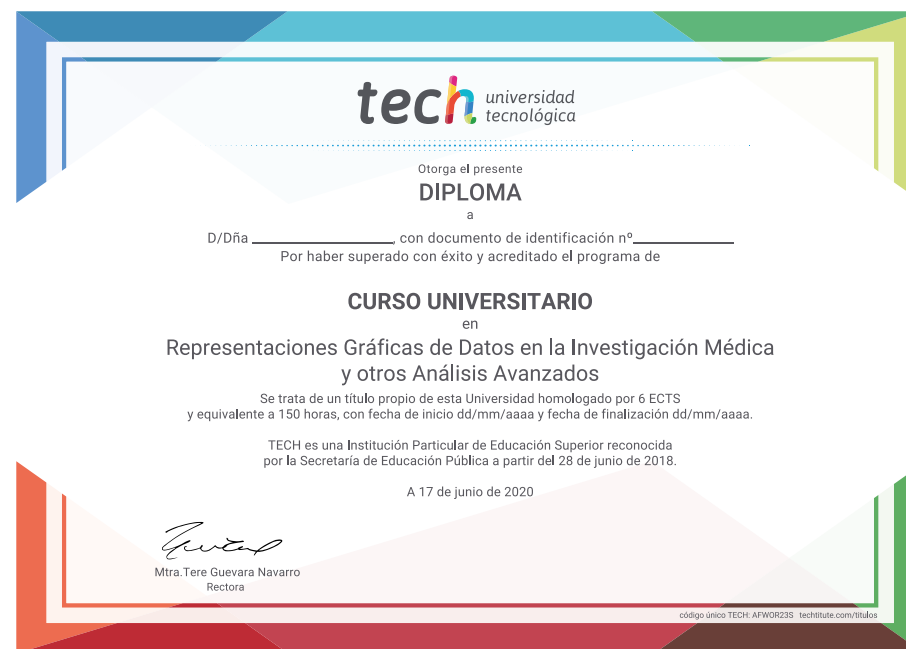 tech universidad
tecnológica
Otorga el presente
DIPLOMA
a
D/Dña ____________________, con documento de identificación nº______________
Por haber superado con éxito y acreditado el programa de
CURSO UNIVERSITARIO
en
Representaciones Gráficas de Datos en la Investigación Médica
y otros Análisis Avanzados
Se trata de un título propio de esta Universidad homologado por 6 ECTS
y equivalente a 150 horas, con fecha de inicio dd/mm/aaaa y fecha de finalización dd/mm/aaaa.
TECH es una Institución Particular de Educación Superior reconocida
por la Secretaría de Educación Pública a partir del 28 de junio de 2018.
A 17 de junio de 2020
Mtra.Tere Guevara Navarro
Rectora
código único TECH: AFWOR23S techtitute.com/titulos